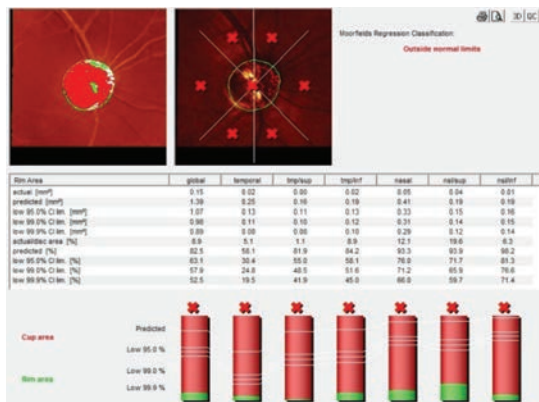 3D QC
Moorfields Regression Classification:
Outside normal limits
Rim Area global temporal tmp/sup tmp/inf nasal nsl/sup nsl/inf
actual [mm²] 0.15 0.02 0.00 0.02 0.05 0.04 0.01
predicted [mm²] 1.39 0.25 0.16 0.19 0.41 0.19 0.19
low 95.0% CI lim. [mm²] 1.07 0.13 0.11 0.13 0.33 0.15 0.16
low 99.0% CI lim. [mm²] 0.98 0.11 0.10 0.12 0.31 0.14 0.15
low 99.9% CI lim. [mm²] 0.89 0.08 0.08 0.10 0.29 0.12 0.14
actual/disc area [%] 8.9 5.1 1.1 8.9 12.1 19.6 6.3
predicted [%] 82.5 58.1 81.9 84.2 93.3 93.9 98.2
low 95.0% CI lim. [%] 63.1 30.4 55.0 58.1 76.0 71.7 81.3
low 99.0% CI lim. [%] 57.9 24.8 48.5 51.6 71.2 65.9 76.6
low 99.9% CI lim. [%] 52.5 19.5 41.9 45.0 66.0 59.7 71.4
Predicted
Cup area
Low 95.0 %
Low 99.0 %
Rim area
Low 99.9 %